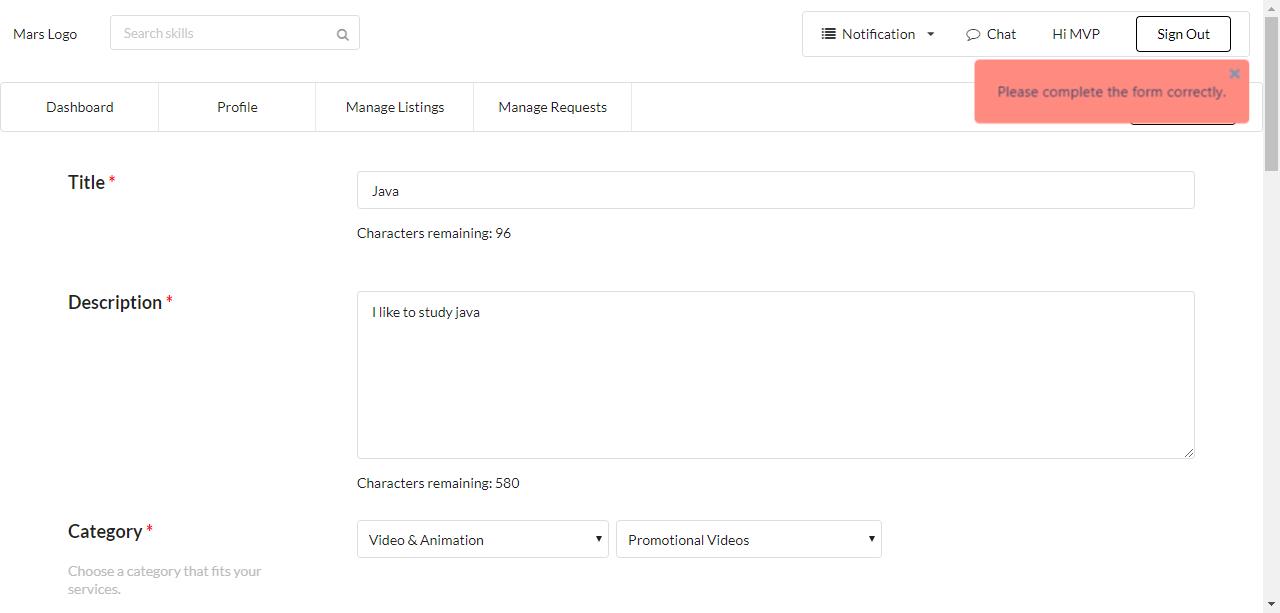 Mars Logo
Search skills
Notification
Chat
Hi MVP
Sign Out
Please complete the form correctly.
Dashboard
Profile
Manage Listings
Manage Requests
Title *
Java
Characters remaining: 96
Description *
I like to study java
Characters remaining: 580
Category *
Video & Animation
Promotional Videos
Choose a category that fits your
services.